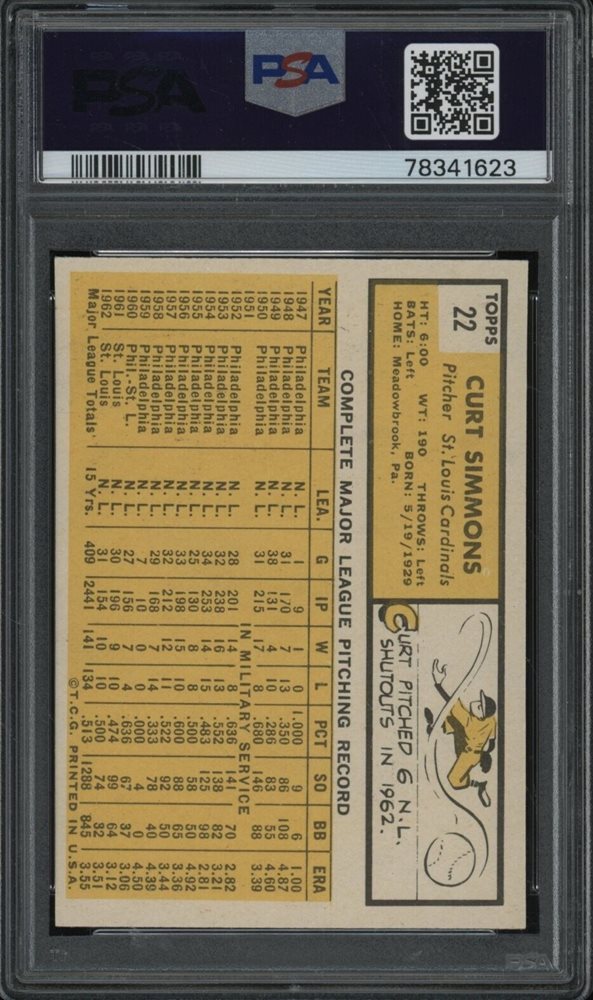 PSA
PSA
78341623
TOPPS
22
CURT SIMMONS
Pitcher St. Louis Cardinals
HT: 6:00 WT: 190 THROWS: Left
BATS: Left BORN: 5/19/1929
HOME: Meadowbrook, Pa.
CURT PITCHED 6 N.L.
SHUTOUTS IN 1962.
COMPLETE MAJOR LEAGUE PITCHING RECORD
YEAR TEAM LEA. G IP W L PCT SO BB ERA
1947 Philadelphia N.L. 1 9 1 0 1.000 9 6 1.00
1948 Philadelphia N.L. 31 170 7 13 .350 86 108 4.87
1949 Philadelphia N.L. 38 131 4 10 .286 83 55 4.60
1950 Philadelphia N.L. 31 215 17 8 .680 146 88 3.39
1951 IN MILITARY SERVICE
1952 Philadelphia N.L. 28 201 14 8 .636 141 70 2.82
1953 Philadelphia N.L. 32 238 16 13 .552 138 82 3.21
1954 Philadelphia N.L. 34 253 14 15 .483 125 98 2.81
1955 Philadelphia N.L. 25 130 8 8 .500 58 50 4.92
1956 Philadelphia N.L. 33 198 15 10 .600 88 65 3.36
1957 Philadelphia N.L. 32 212 12 11 .522 92 50 3.44
1958 Philadelphia N.L. 29 168 7 14 .333 78 40 4.39
1959 Philadelphia N.L. 7 10 0 0 .000 4 0 4.50
1960 Phil.-St. L. N.L. 27 156 7 4 .636 67 37 3.06
1961 St. Louis N.L. 30 196 9 10 .474 99 64 3.12
1962 St. Louis N.L. 31 154 10 10 .500 74 32 3.51
Major League Totals 15 Yrs. 409 2441 141 134 .513 1288 845 3.55
©T.C.G. PRINTED IN U.S.A.
PSA